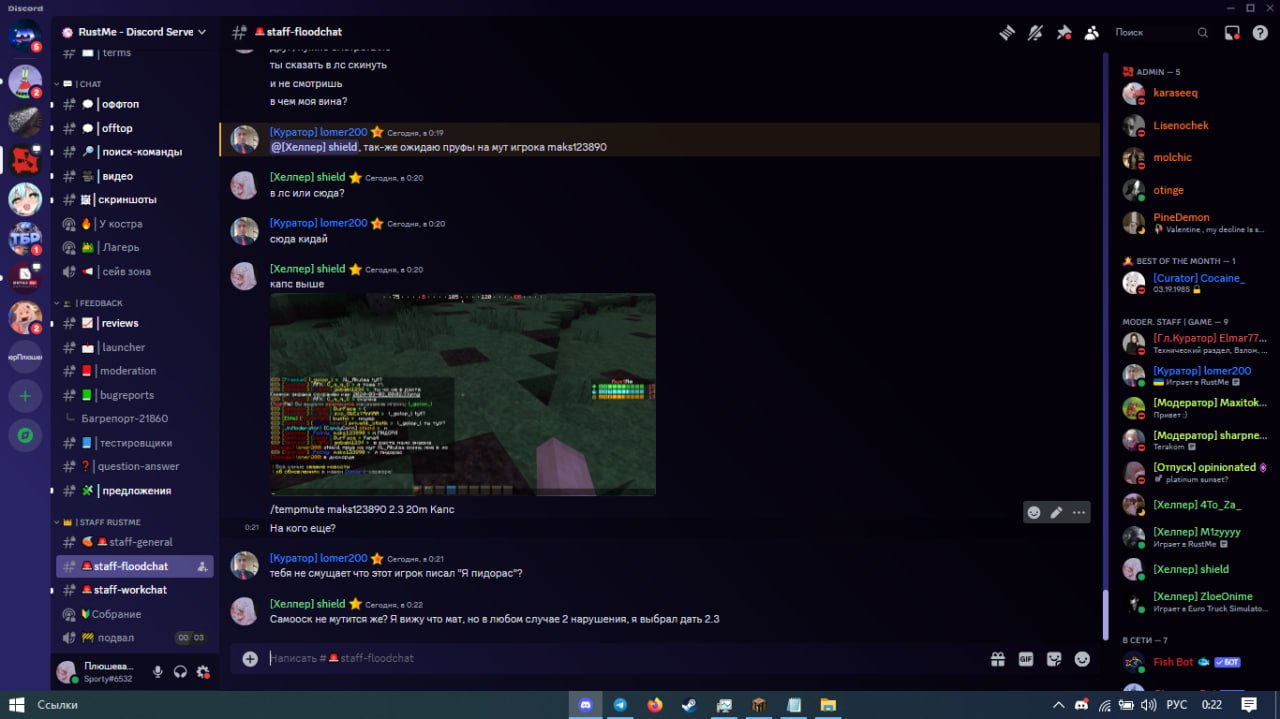 Discord
RustMe - Discord Serve
terms
CHAT
оффтоп
offtop
поиск-команды
видео
скриншоты
У костра
Лагерь
сейв зона
FEEDBACK
reviews
launcher
moderation
bugreports
Багрепорт-21860
тестировщики
question-answer
предложения
STAFF RUSTME
staff-general
staff-floodchat
staff-workchat
Собрание
подвал
00 03
Плюшева...
Sporty#6532
staff-floodchat
Поиск
ты сказать в лс скинуть
и не смотришь
в чем моя вина?
[Куратор] lomer200 Сегодня, в 0:19
@[Хелпер] shield, так-же ожидаю пруфы на мут игрока maks123890
[Хелпер] shield Сегодня, в 0:20
в лс или сюда?
[Куратор] lomer200 Сегодня, в 0:20
сюда кидай
[Хелпер] shield Сегодня, в 0:20
капс выше
/tempmute maks123890 2.3 20m Капс
0:21 На кого еще?
[Куратор] lomer200 Сегодня, в 0:21
тебя не смущает что этот игрок писал "Я пидорас"?
[Хелпер] shield Сегодня, в 0:22
Самооск не мутится же? Я вижу что мат, но в любом случае 2 нарушения, я выбрал дать 2.3
Написать # staff-floodchat
GIF
ADMIN — 5
karaseeq
Lisenochek
molchic
otinge
PineDemon
Valentine , my decline is s...
BEST OF THE MONTH — 1
[Curator] Cocaine_
03.19.1985
MODER. STAFF | GAME — 9
[Гл.Куратор] Elmar77...
Технический раздел, Взлом, ...
[Куратор] lomer200
Играет в RustMe
[Модератор] Maxitok...
Привет :)
[Модератор] sharpne...
Terakom
[Отпуск] opinionated
platinum sunset?
[Хелпер] 4To_Za_
[Хелпер] M1zyyyy
Играет в RustMe
[Хелпер] shield
[Хелпер] ZloeOnime
Играет в Euro Truck Simulato...
В СЕТИ — 7
Fish Bot
БОТ
Ссылки
РУС
0:22